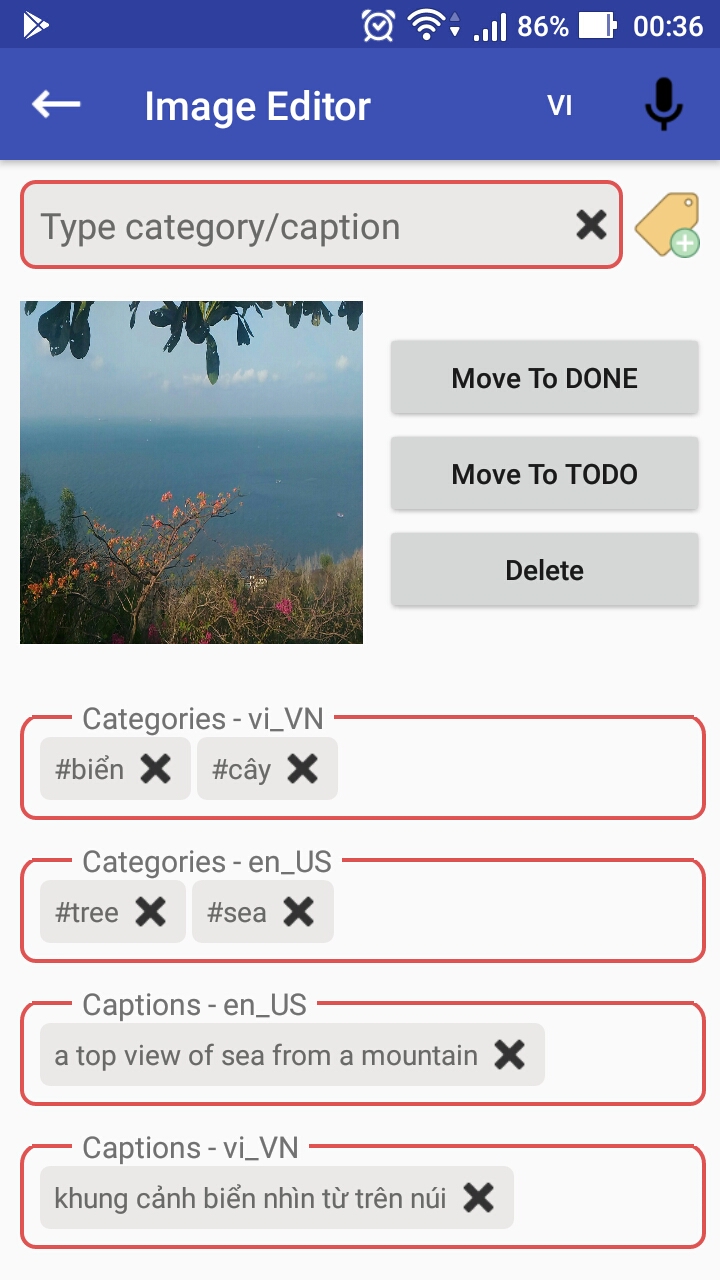 86% 00:36
Image Editor VI
Type category/caption
Move To DONE
Move To TODO
Delete
Categories - vi_VN
#biển #cây
Categories - en_US
#tree #sea
Captions - en_US
a top view of sea from a mountain
Captions - vi_VN
khung cảnh biển nhìn từ trên núi